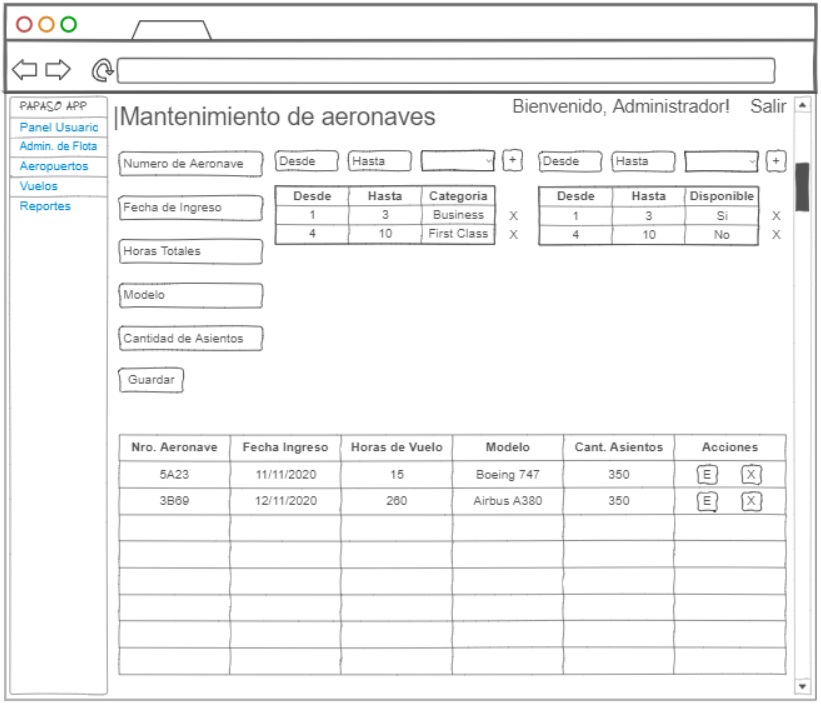 PAPASO APP
Panel Usuario
Admin. de Flota
Aeropuertos
Vuelos
Reportes
Mantenimiento de aeronaves
Bienvenido, Administrador! Salir
Numero de Aeronave
Fecha de Ingreso
Horas Totales
Modelo
Cantidad de Asientos
Guardar
Desde Hasta +
Desde Hasta Categoria
1 3 Business X
4 10 First Class X
Desde Hasta +
Desde Hasta Disponible
1 3 Si X
4 10 No X
Nro. Aeronave Fecha Ingreso Horas de Vuelo Modelo Cant. Asientos Acciones
5A23 11/11/2020 15 Boeing 747 350 E X
3B69 12/11/2020 260 Airbus A380 350 E X